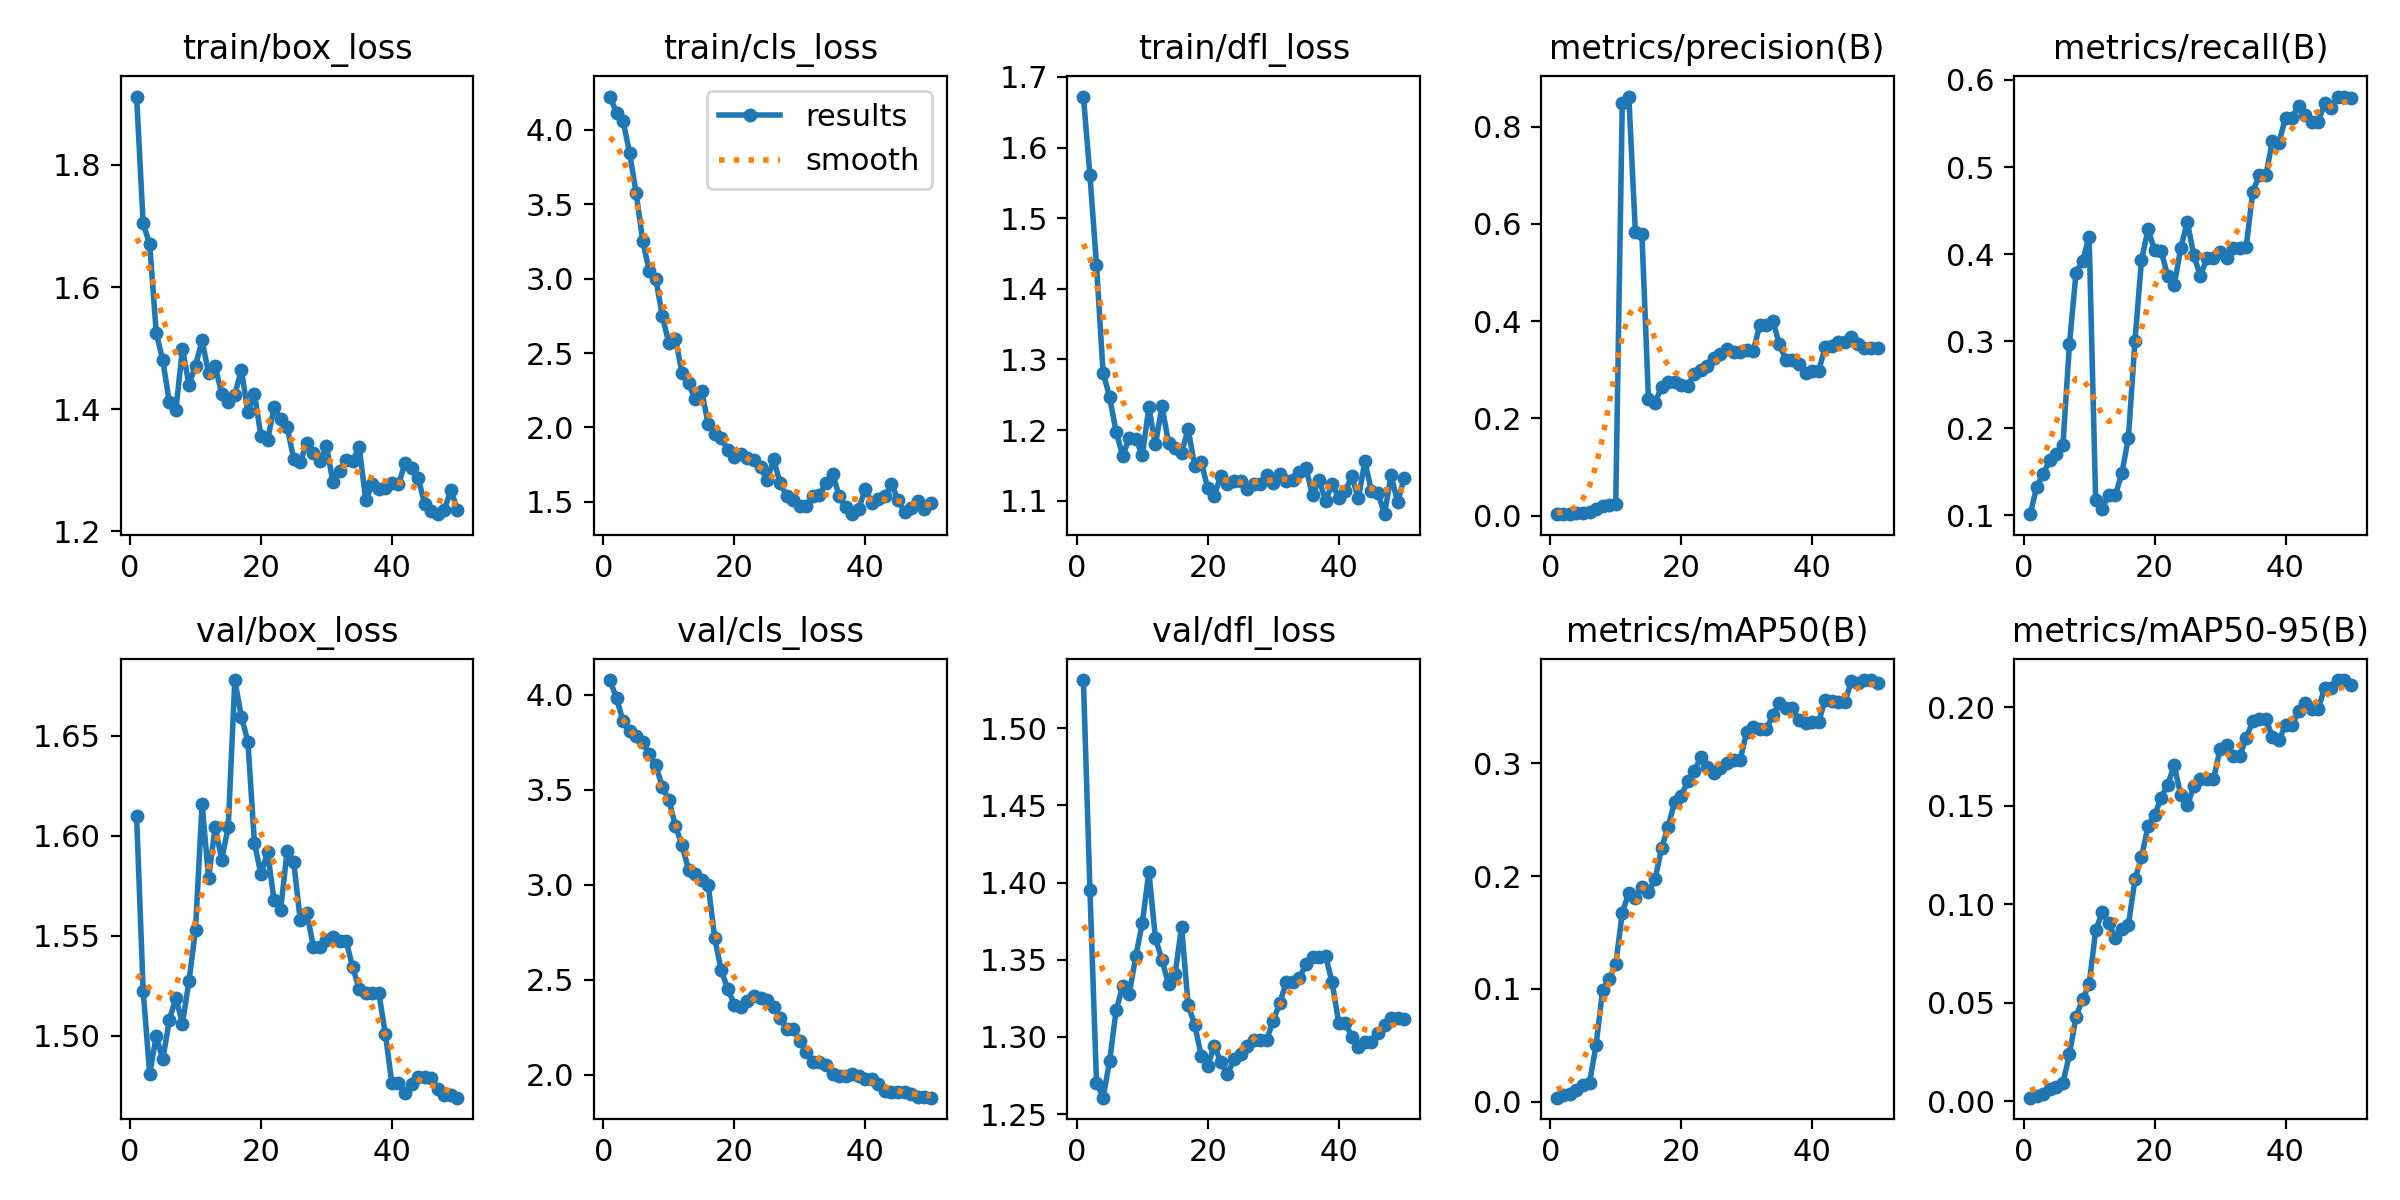 train/box_loss
1.8
1.6
1.4
1.2
0 20 40
train/cls_loss
results
smooth
4.0
3.5
3.0
2.5
2.0
1.5
0 20 40
train/dfl_loss
1.7
1.6
1.5
1.4
1.3
1.2
1.1
0 20 40
metrics/precision(B)
0.8
0.6
0.4
0.2
0.0
0 20 40
metrics/recall(B)
0.6
0.5
0.4
0.3
0.2
0.1
0 20 40
val/box_loss
1.65
1.60
1.55
1.50
0 20 40
val/cls_loss
4.0
3.5
3.0
2.5
2.0
0 20 40
val/dfl_loss
1.50
1.45
1.40
1.35
1.30
1.25
0 20 40
metrics/mAP50(B)
0.3
0.2
0.1
0.0
0 20 40
metrics/mAP50-95(B)
0.20
0.15
0.10
0.05
0.00
0 20 40